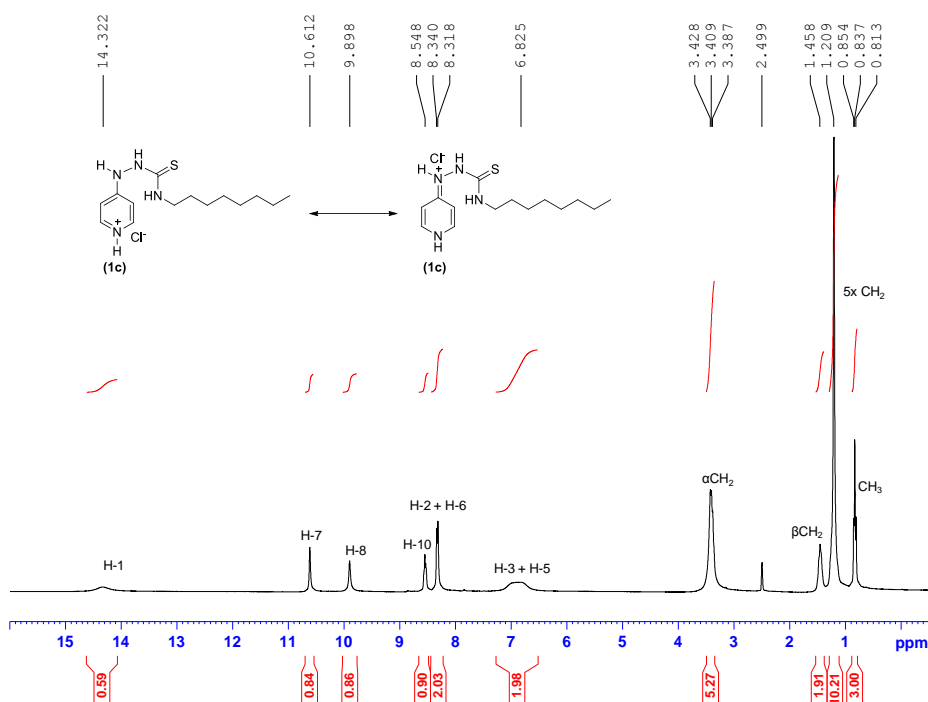 14.322
10.612
9.898
8.548
8.340
8.318
6.825
3.428
3.409
3.387
2.499
1.458
1.209
0.854
0.837
0.813
H
N
NH
S
HN
N
+
H
Cl⁻
(1c)
Cl⁻
H
N
+
NH
S
HN
N
H
(1c)
5x CH₂
H-1
H-7
H-8
H-10
H-2 + H-6
H-3 + H-5
αCH₂
βCH₂
CH₃
15 14 13 12 11 10 9 8 7 6 5 4 3 2 1 ppm
0.59
0.84
0.86
0.90
2.03
1.98
5.27
1.91
10.21
3.00